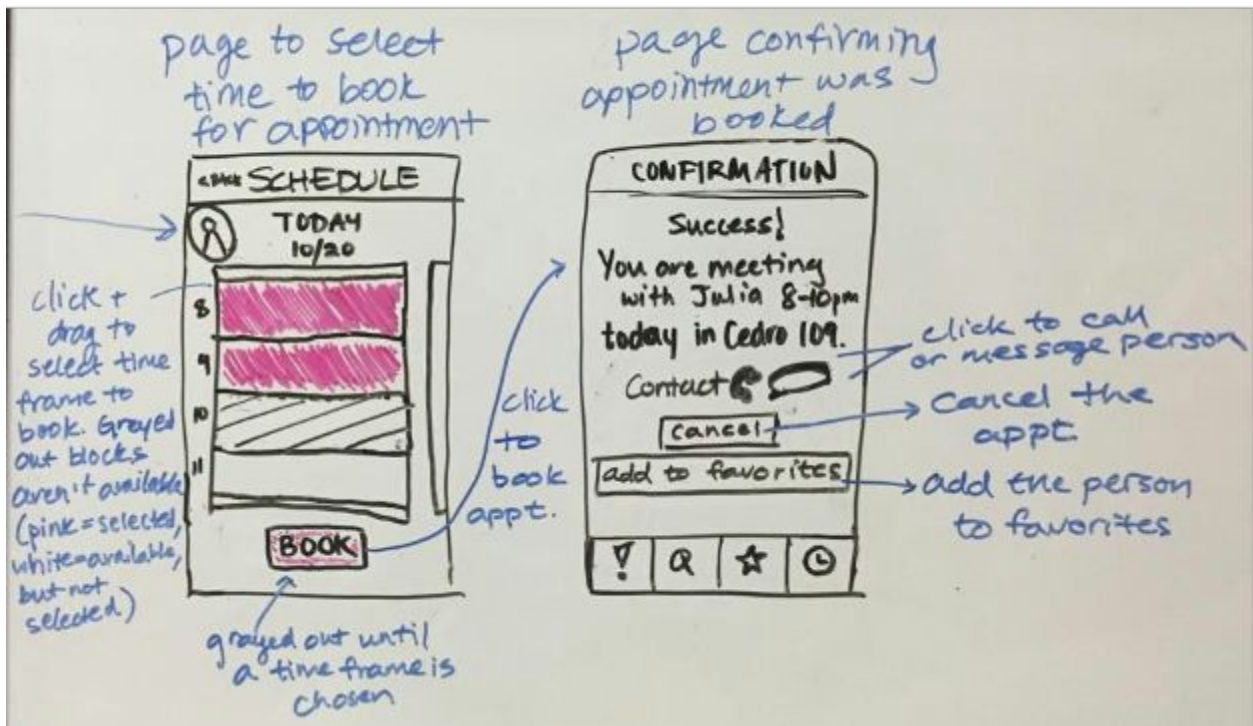 page to select
time to book
for appointment
< BACK SCHEDULE
TODAY
10/20
8
9
10
11
BOOK
click +
drag to
select time
frame to
book. Grayed
out blocks
aren't available
(pink = selected,
white = available,
but not
selected)
grayed out until
a time frame is
chosen
click
to
book
appt.
page confirming
appointment was
booked
CONFIRMATION
Success!
You are meeting
with Julia 8-10pm
today in Cedro 109.
Contact
cancel
add to favorites
click to call
or message person
cancel the
appt
add the person
to favorites